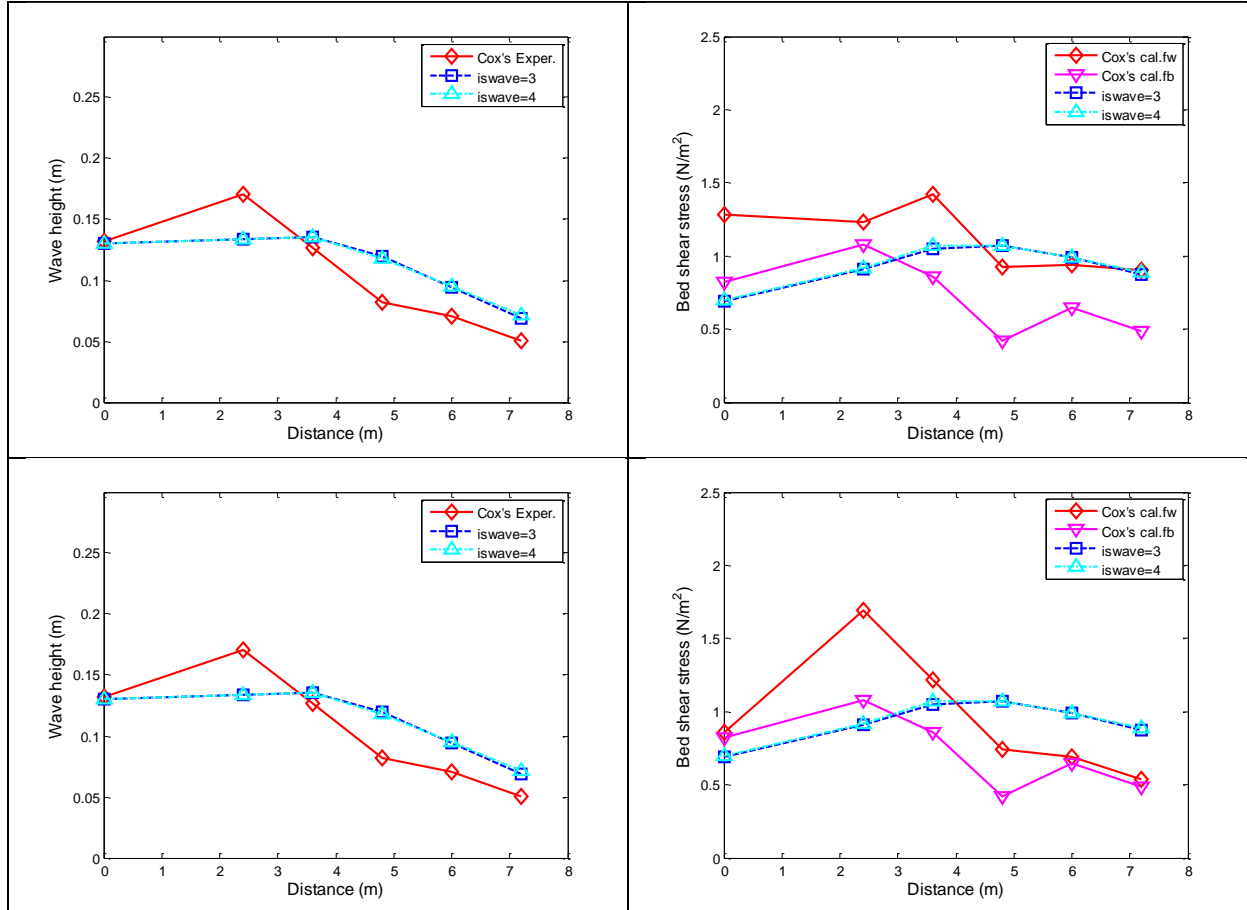 Cox's Exper.
iswave=3
iswave=4
Wave height (m)
0.25
0.2
0.15
0.1
0.05
0
0 1 2 3 4 5 6 7 8
Distance (m)
Cox's cal.fw
Cox's cal.fb
iswave=3
iswave=4
Bed shear stress (N/m²)
2.5
2
1.5
1
0.5
0
0 1 2 3 4 5 6 7 8
Distance (m)
Cox's Exper.
iswave=3
iswave=4
Wave height (m)
0.25
0.2
0.15
0.1
0.05
0
0 1 2 3 4 5 6 7 8
Distance (m)
Cox's cal.fw
Cox's cal.fb
iswave=3
iswave=4
Bed shear stress (N/m²)
2.5
2
1.5
1
0.5
0
0 1 2 3 4 5 6 7 8
Distance (m)